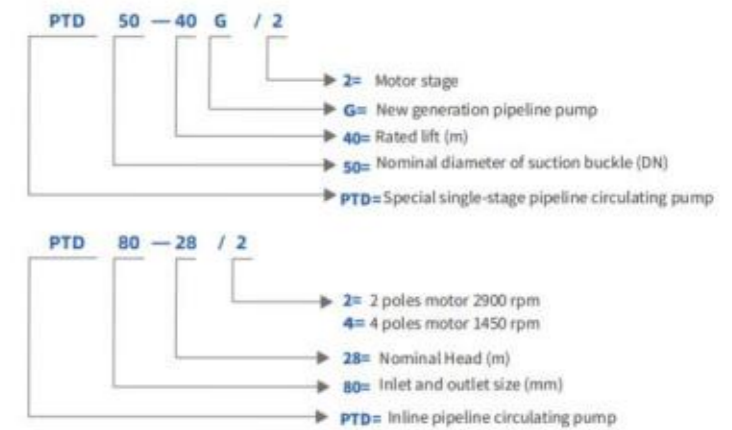 PTD 50 — 40 G / 2
2= Motor stage
G= New generation pipeline pump
40= Rated lift (m)
50= Nominal diameter of suction buckle (DN)
PTD= Special single-stage pipeline circulating pump
PTD 80 — 28 / 2
2= 2 poles motor 2900 rpm
4= 4 poles motor 1450 rpm
28= Nominal Head (m)
80= Inlet and outlet size (mm)
PTD= Inline pipeline circulating pump